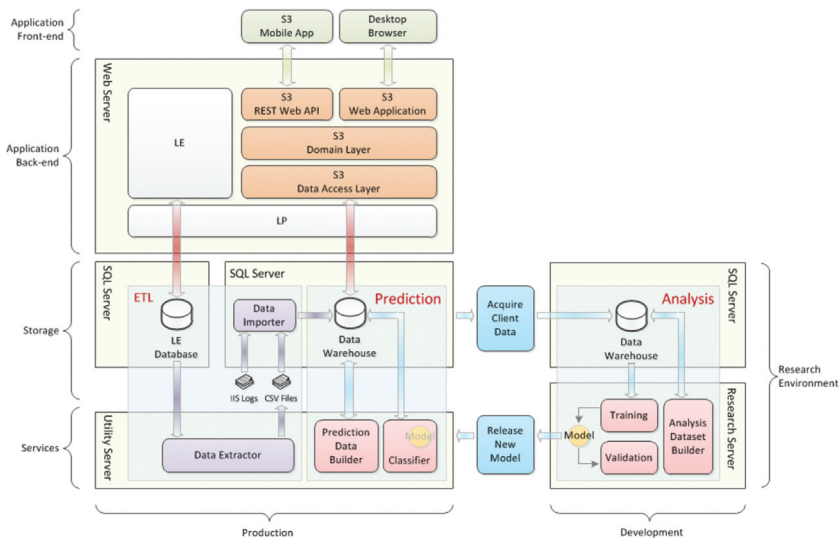 Application
Front-end
S3
Mobile App
Desktop
Browser
Application
Back-end
Web Server
LE
S3
REST Web API
S3
Web Application
S3
Domain Layer
S3
Data Access Layer
LP
Storage
SQL Server
ETL
LE
Database
SQL Server
Data
Importer
IIS Logs
CSV Files
Prediction
Data
Warehouse
Acquire
Client
Data
SQL Server
Analysis
Data
Warehouse
Research
Environment
Services
Utility Server
Data Extractor
Prediction
Data
Builder
Model
Classifier
Release
New
Model
Research Server
Training
Model
Validation
Analysis
Dataset
Builder
Production
Development